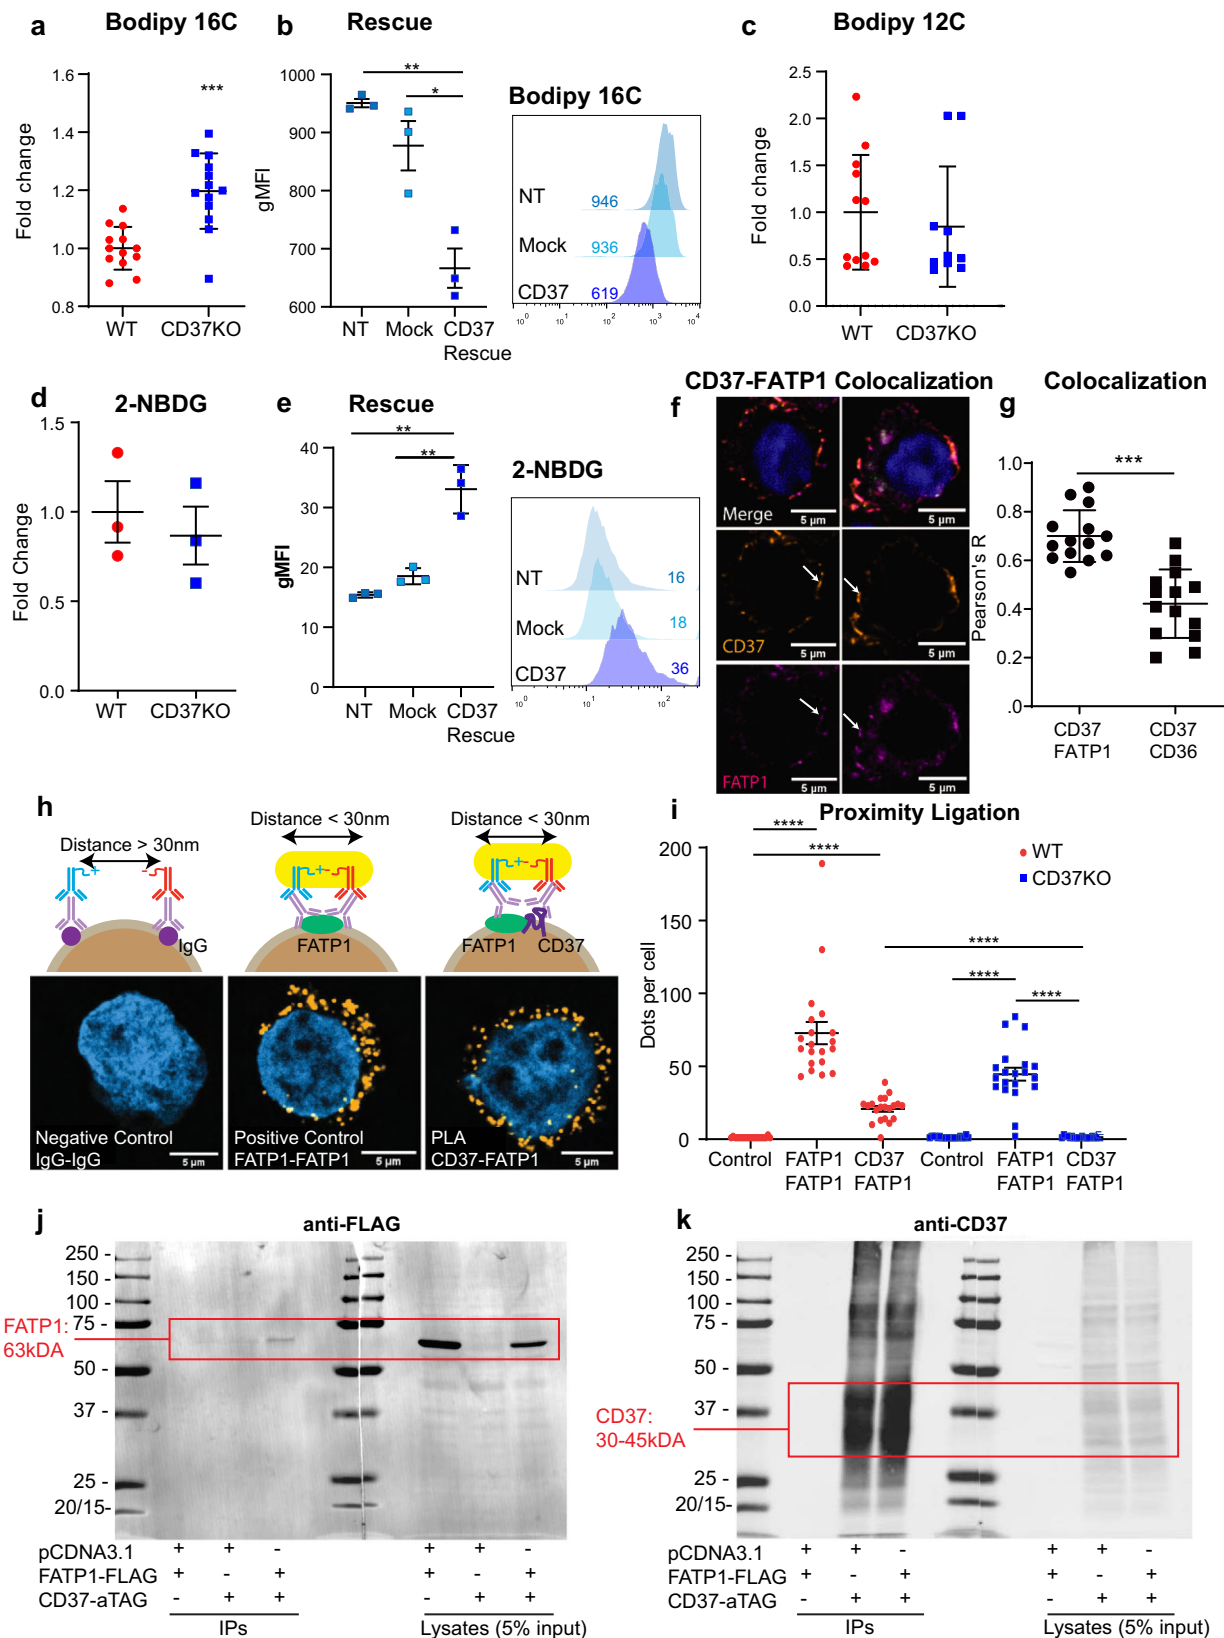 a Bodipy 16C
Fold change
1.6
1.4
1.2
1.0
0.8
***
WT CD37KO
b Rescue
gMFI
1000
900
800
700
600
**
*
NT Mock CD37
Rescue
Bodipy 16C
NT 946
Mock 936
CD37 619
10⁰ 10¹ 10² 10³ 10⁴
c Bodipy 12C
Fold change
2.5
2.0
1.5
1.0
0.5
0.0
WT CD37KO
d 2-NBDG
Fold Change
1.5
1.0
0.5
0.0
WT CD37KO
e Rescue
gMFI
40
30
20
10
0
**
**
NT Mock CD37
Rescue
2-NBDG
NT 16
Mock 18
CD37 36
10⁰ 10¹ 10²
CD37-FATP1 Colocalization
f
Merge 5 µm 5 µm
CD37 5 µm 5 µm
FATP1 5 µm 5 µm
Colocalization
g
Pearson's R
1.0
0.8
0.6
0.4
0.2
.0
***
CD37 CD37
FATP1 CD36
h
Distance > 30nm
+ -
IgG
Distance < 30nm
+-
FATP1
Distance < 30nm
+-
FATP1 CD37
Negative Control
IgG-IgG 5 µm
Positive Control
FATP1-FATP1 5 µm
PLA
CD37-FATP1 5 µm
i Proximity Ligation
Dots per cell
200
150
100
50
0
****
****
****
****
****
WT
CD37KO
Control FATP1 CD37 Control FATP1 CD37
FATP1 FATP1 FATP1 FATP1
j anti-FLAG
250 -
150 -
100 -
75 -
50 -
37 -
25 -
20/15-
FATP1:
63kDA
pCDNA3.1 + + - + + -
FATP1-FLAG + - + + - +
CD37-aTAG - + + - + +
IPs Lysates (5% input)
k anti-CD37
250 -
150 -
100 -
75 -
50 -
37 -
25 -
20/15-
CD37:
30-45kDA
pCDNA3.1 + + - + + -
FATP1-FLAG + - + + - +
CD37-aTAG - + + - + +
IPs Lysates (5% input)